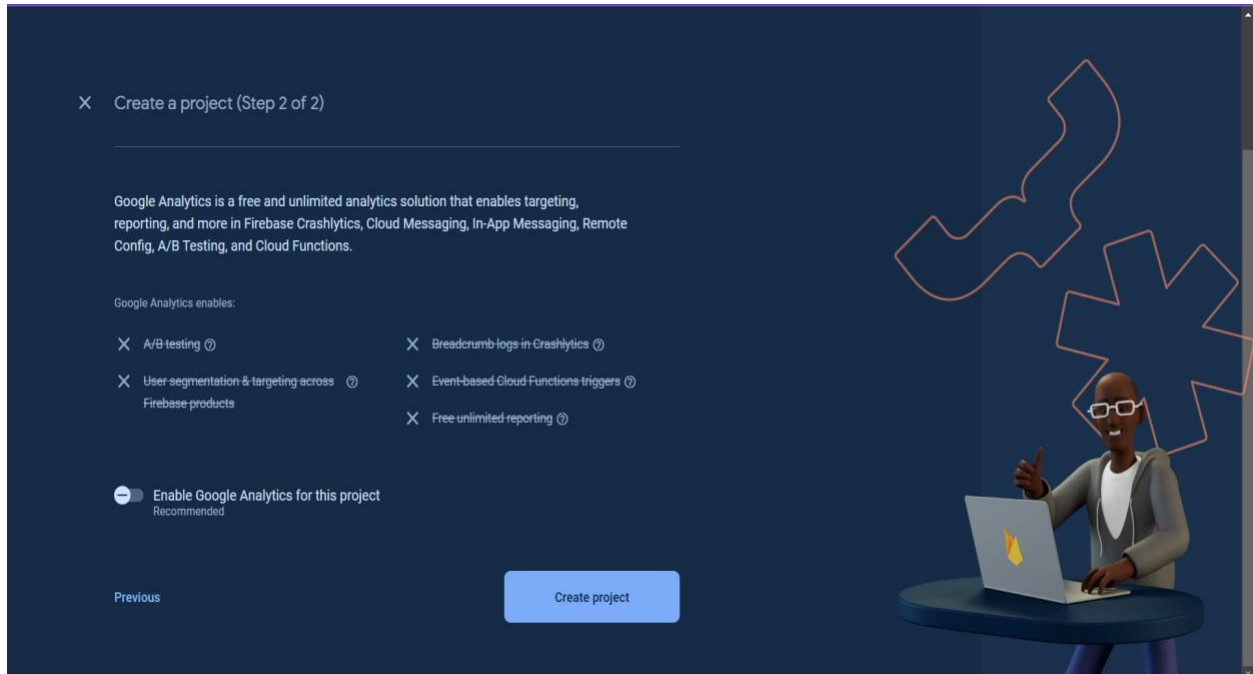 Create a project (Step 2 of 2)
Google Analytics is a free and unlimited analytics solution that enables targeting,
reporting, and more in Firebase Crashlytics, Cloud Messaging, In-App Messaging, Remote
Config, A/B Testing, and Cloud Functions.
Google Analytics enables:
A/B testing
User segmentation & targeting across
Firebase products
Breadcrumb logs in Crashlytics
Event-based Cloud Functions triggers
Free unlimited reporting
Enable Google Analytics for this project
Recommended
Previous
Create project